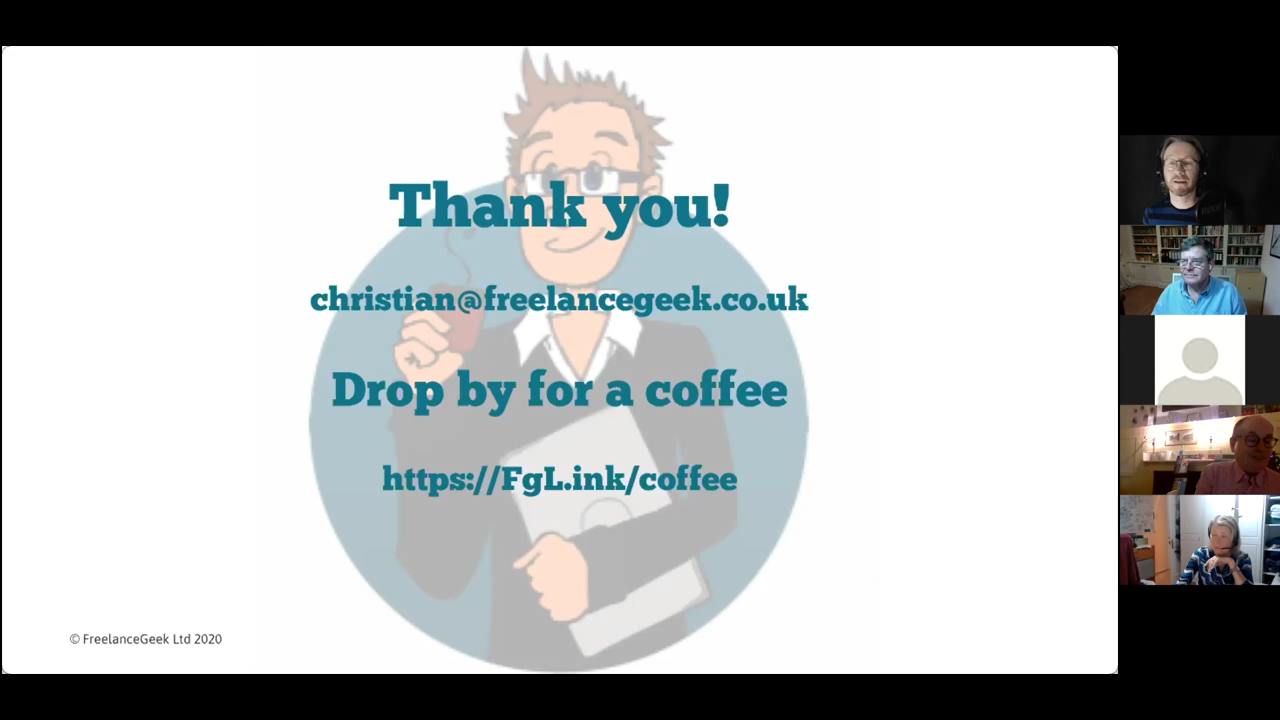 Thank you!
christian@freelancegeek.co.uk
Drop by for a coffee
https://FgL.ink/coffee
© FreelanceGeek Ltd 2020